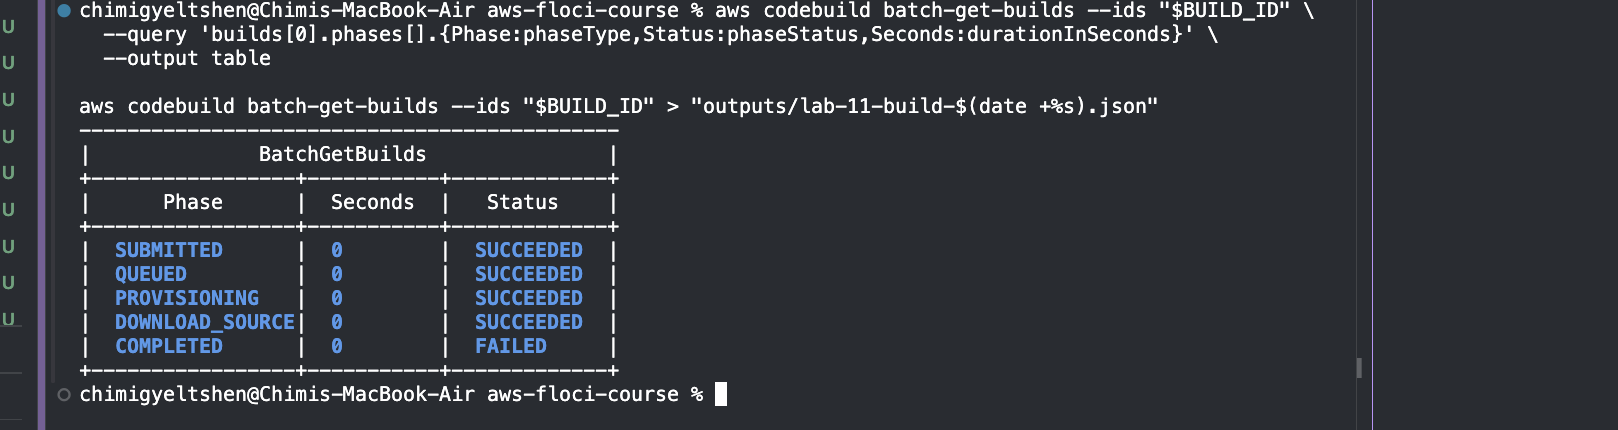 U
U
U
U
U
U
U
U
U
chimigyeltshen@Chimis-MacBook-Air aws-floci-course % aws codebuild batch-get-builds --ids "$BUILD_ID" \
  --query 'builds[0].phases[].{Phase:phaseType,Status:phaseStatus,Seconds:durationInSeconds}' \
  --output table

aws codebuild batch-get-builds --ids "$BUILD_ID" > "outputs/lab-11-build-$(date +%s).json"
---------------------------------------------
|              BatchGetBuilds               |
+-----------------+-----------+-------------+
|      Phase      |  Seconds  |   Status    |
+-----------------+-----------+-------------+
|  SUBMITTED      |  0        |  SUCCEEDED  |
|  QUEUED         |  0        |  SUCCEEDED  |
|  PROVISIONING   |  0        |  SUCCEEDED  |
|  DOWNLOAD_SOURCE|  0        |  SUCCEEDED  |
|  COMPLETED      |  0        |  FAILED     |
+-----------------+-----------+-------------+
chimigyeltshen@Chimis-MacBook-Air aws-floci-course %